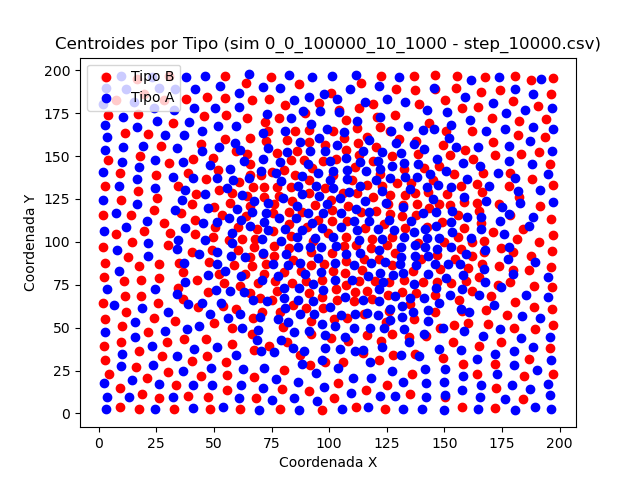 Centroides por Tipo (sim 0_0_100000_10_1000 - step_10000.csv)
Tipo B
Tipo A
200
175
150
125
100
75
50
25
0
Coordenada Y
0 25 50 75 100 125 150 175 200
Coordenada X